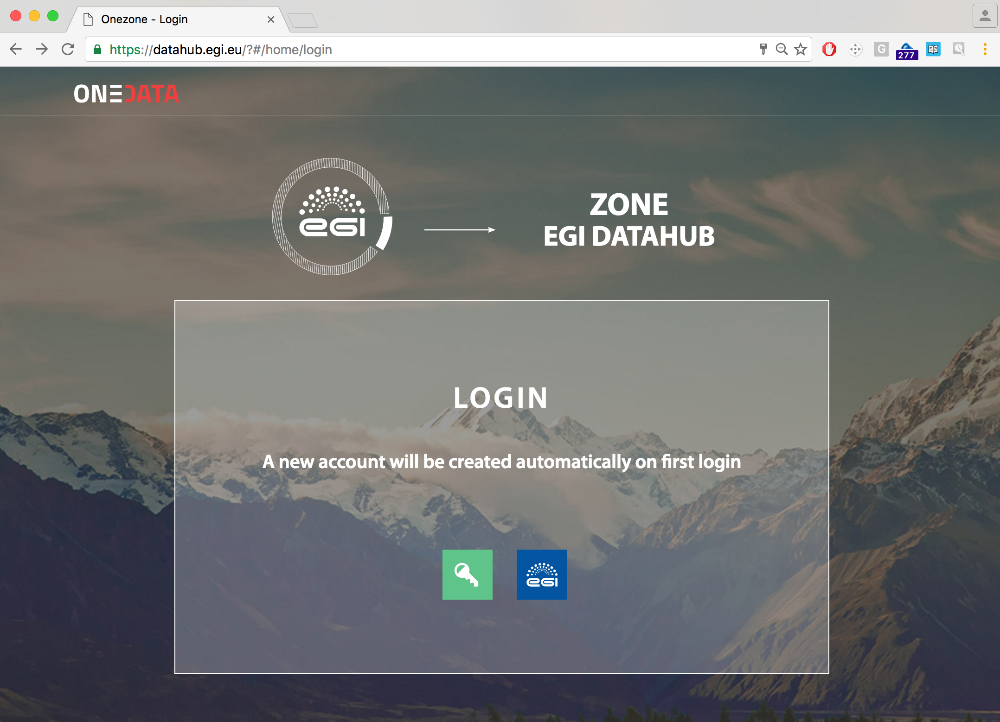 Onezone - Login
https://datahub.egi.eu/?#/home/login
G
277
ONEDATA
egi
ZONE
EGI DATAHUB
LOGIN
A new account will be created automatically on first login
egi